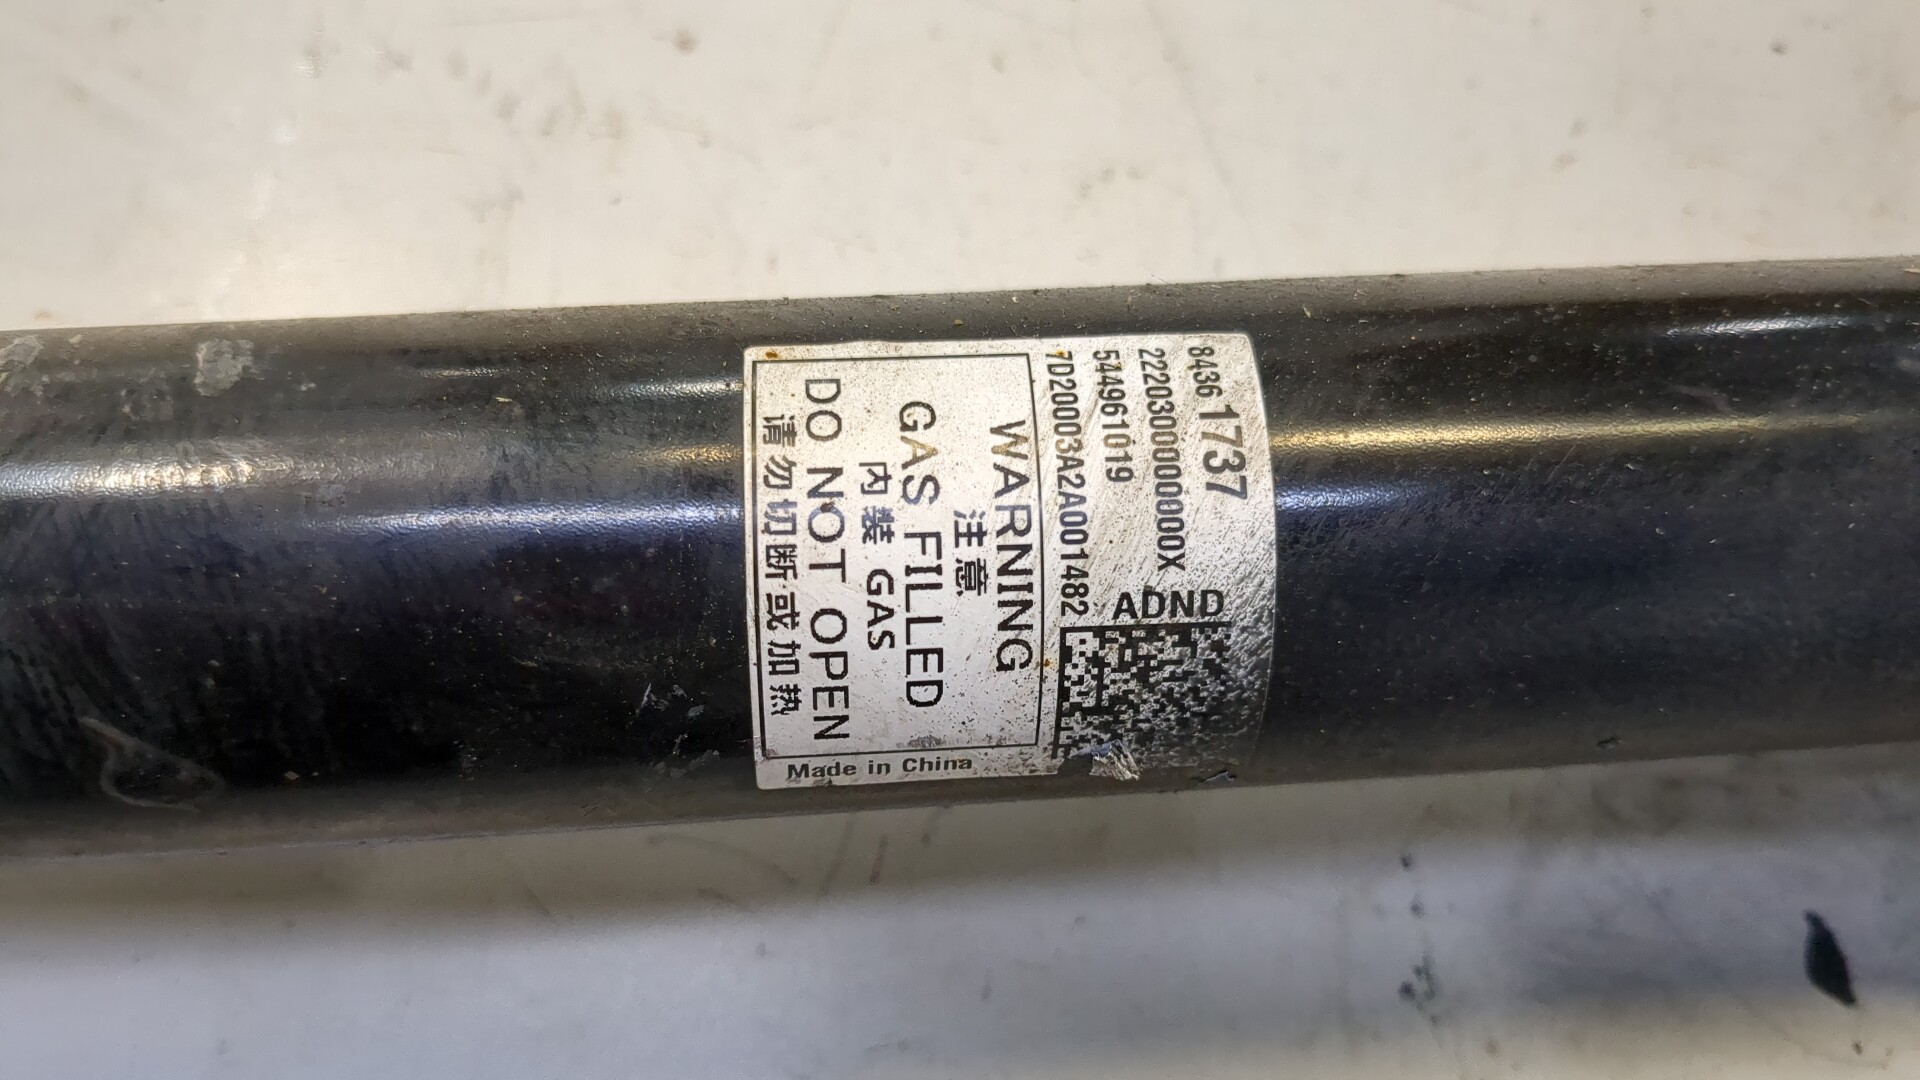 8436 1737
22203000000000X
544961019
7D20003A2A001482
ADND
WARNING
注意
GAS FILLED
内装 GAS
DO NOT OPEN
请勿切断或加热
Made in China